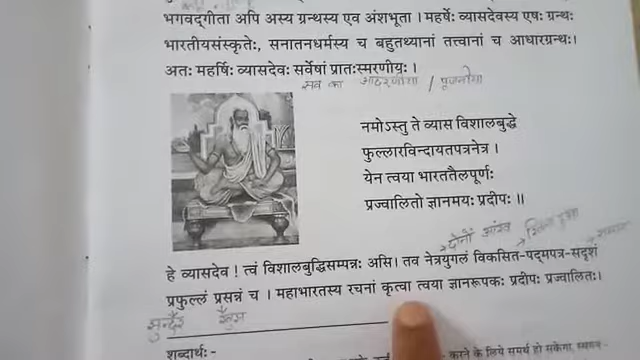 भगवद्गीता अपि अस्य ग्रन्थस्य एव अंशभूता । महर्षेः व्यासदेवस्य एषः ग्रन्थः
भारतीयसंस्कृतेः, सनातनधर्मस्य च बहुतथ्यानां तत्त्वानां च आधारग्रन्थः।
अतः महर्षिः व्यासदेवः सर्वेषां प्रातःस्मरणीयः ।
सब का / पूजनीय
नमोऽस्तु ते व्यास विशालबुद्धे
फुल्लारविन्दायतपत्रनेत्र ।
येन त्वया भारततैलपूर्णः
प्रज्वालितो ज्ञानमयः प्रदीपः ॥
दोनों आंख खिला हुआ समान
हे व्यासदेव ! त्वं विशालबुद्धिसम्पन्नः असि। तव नेत्रयुगलं विकसित-पद्मपत्र-सदृशं
प्रफुल्लं प्रसन्नं च । महाभारतस्य रचनां कृत्वा त्वया ज्ञानरूपकः प्रदीपः प्रज्वालितः।
सुन्दर खुश
शब्दार्थः- करने के लिये समर्थ हो सकेगा,